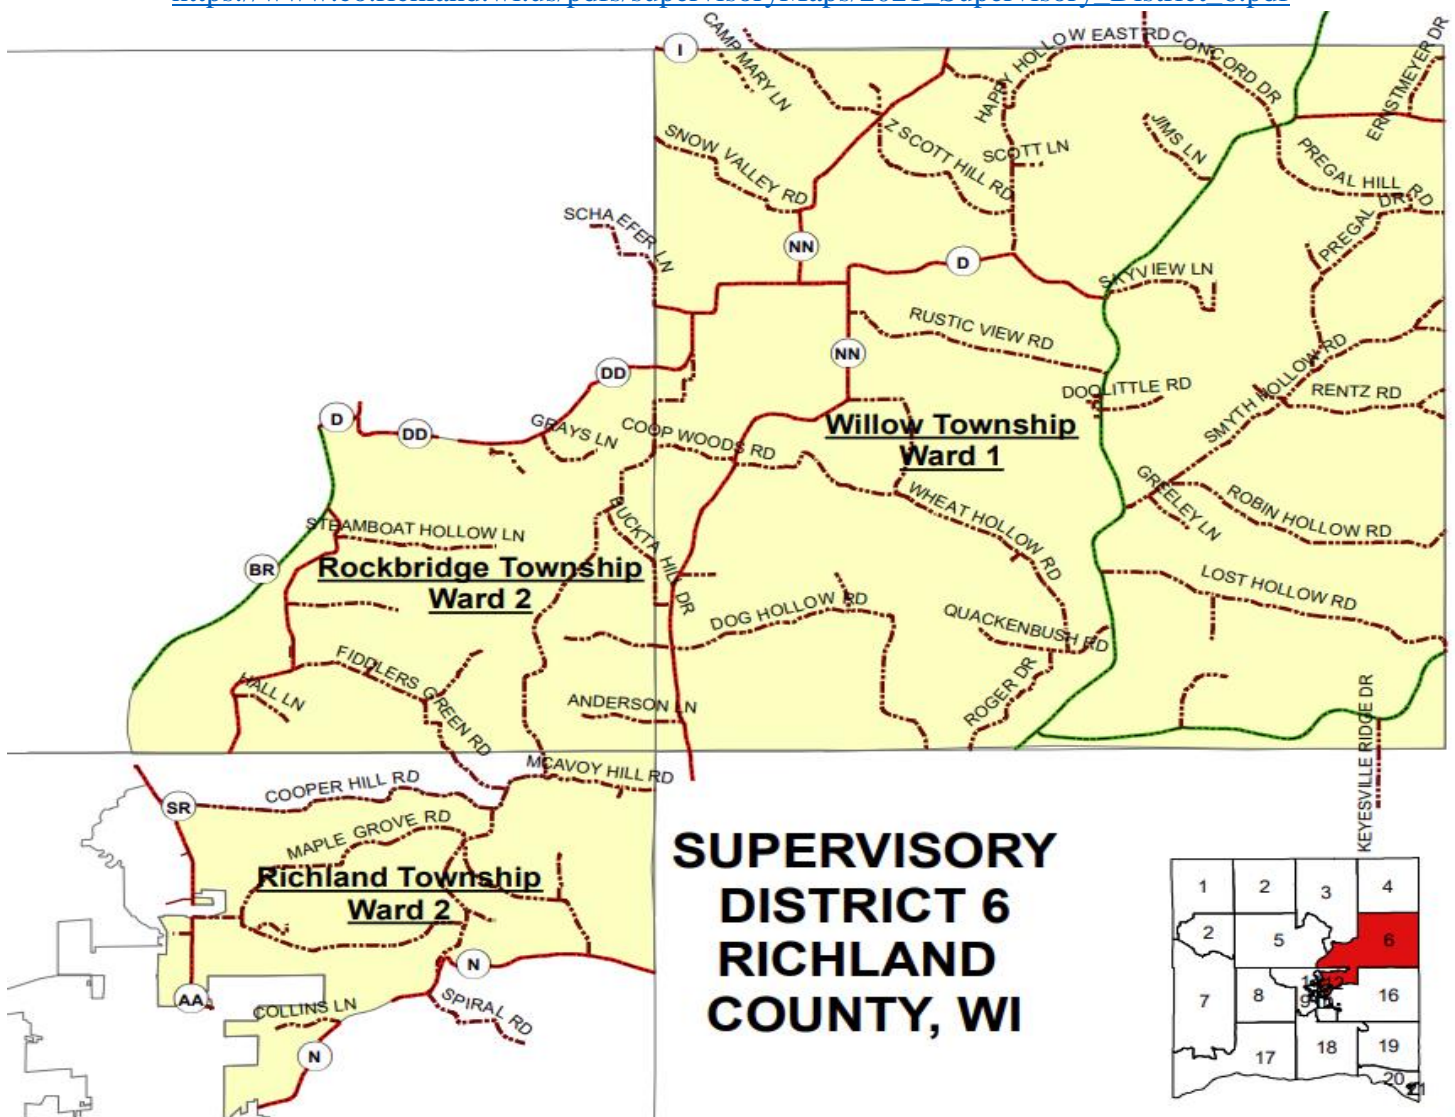 I
CAMP MARY LN
HAPPY HOLLOW EAST RD
CONCORD DR
ERNSTMEYER DR
SNOW VALLEY RD
Z SCOTT HILL RD
SCOTT LN
JIMS LN
PREGAL HILL RD
PREGAL DR
SCHAEFER LN
NN
D
SKYVIEW LN
RUSTIC VIEW RD
NN
DD
D
DD
GRAYS LN
COOP WOODS RD
DOOLITTLE RD
SMYTH HOLLOW RD
RENTZ RD
Willow Township
Ward 1
WHEAT HOLLOW RD
GREELEY LN
ROBIN HOLLOW RD
STEAMBOAT HOLLOW LN
BUCKTA HILL DR
BR
Rockbridge Township
Ward 2
DOG HOLLOW RD
QUACKENBUSH RD
LOST HOLLOW RD
HALL LN
FIDDLERS GREEN RD
ANDERSON LN
ROGER DR
KEYESVILLE RIDGE DR
MCAVOY HILL RD
COOPER HILL RD
SR
MAPLE GROVE RD
Richland Township
Ward 2
N
AA
COLLINS LN
SPIRAL RD
N
SUPERVISORY
DISTRICT 6
RICHLAND
COUNTY, WI
1
2
3
4
2
5
6
7
8
9
16
17
18
19
20
21